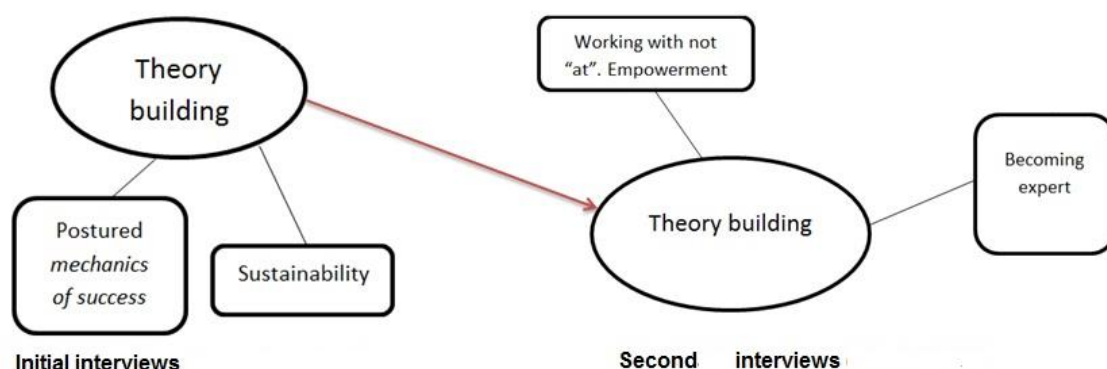 Theory
building
Postured
mechanics
of success
Sustainability
Initial interviews
Working with not
“at”. Empowerment
Theory building
Becoming
expert
Second interviews